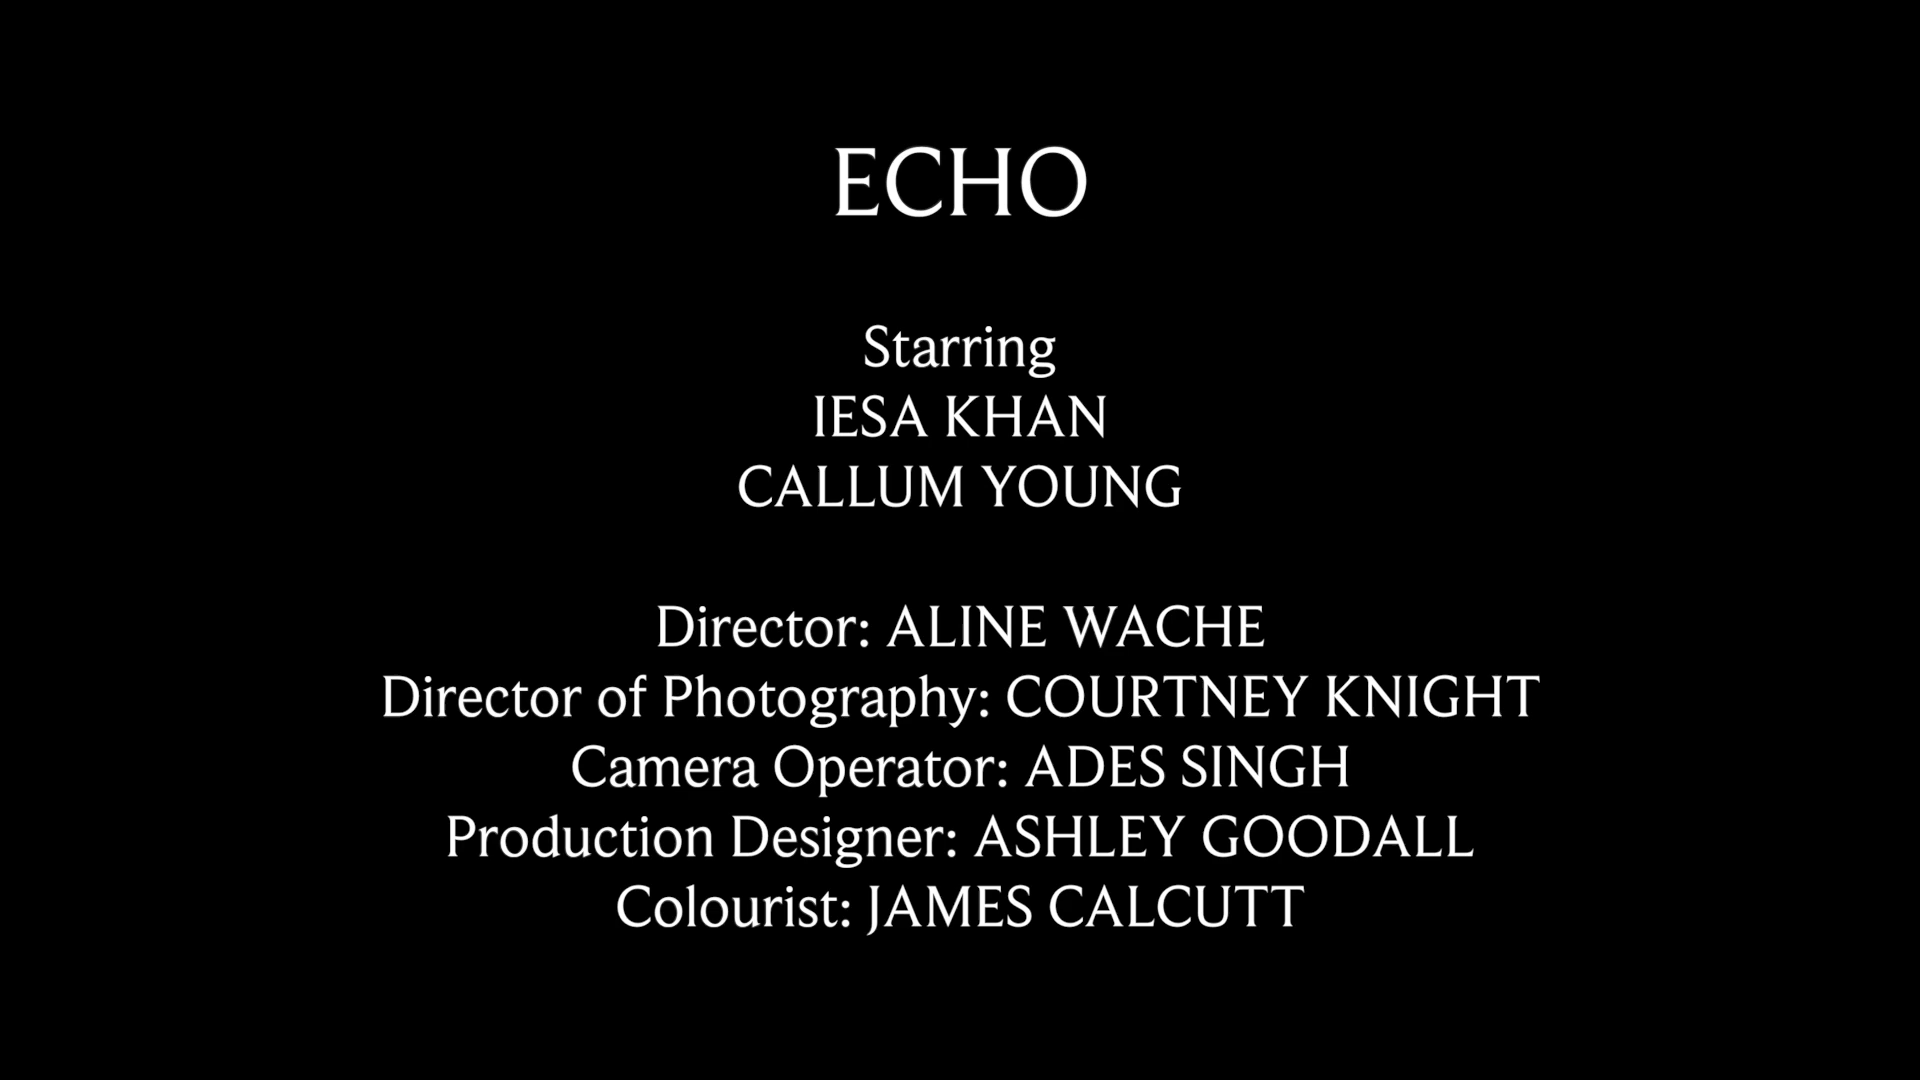 ECHO
Starring
IESA KHAN
CALLUM YOUNG
Director: ALINE WACHE
Director of Photography: COURTNEY KNIGHT
Camera Operator: ADES SINGH
Production Designer: ASHLEY GOODALL
Colourist: JAMES CALCUTT